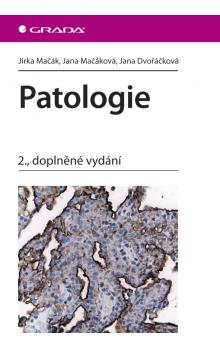 GRADA
Jirka Mačák, Jana Mačáková, Jana Dvořáčková
Patologie
2., doplněné vydání